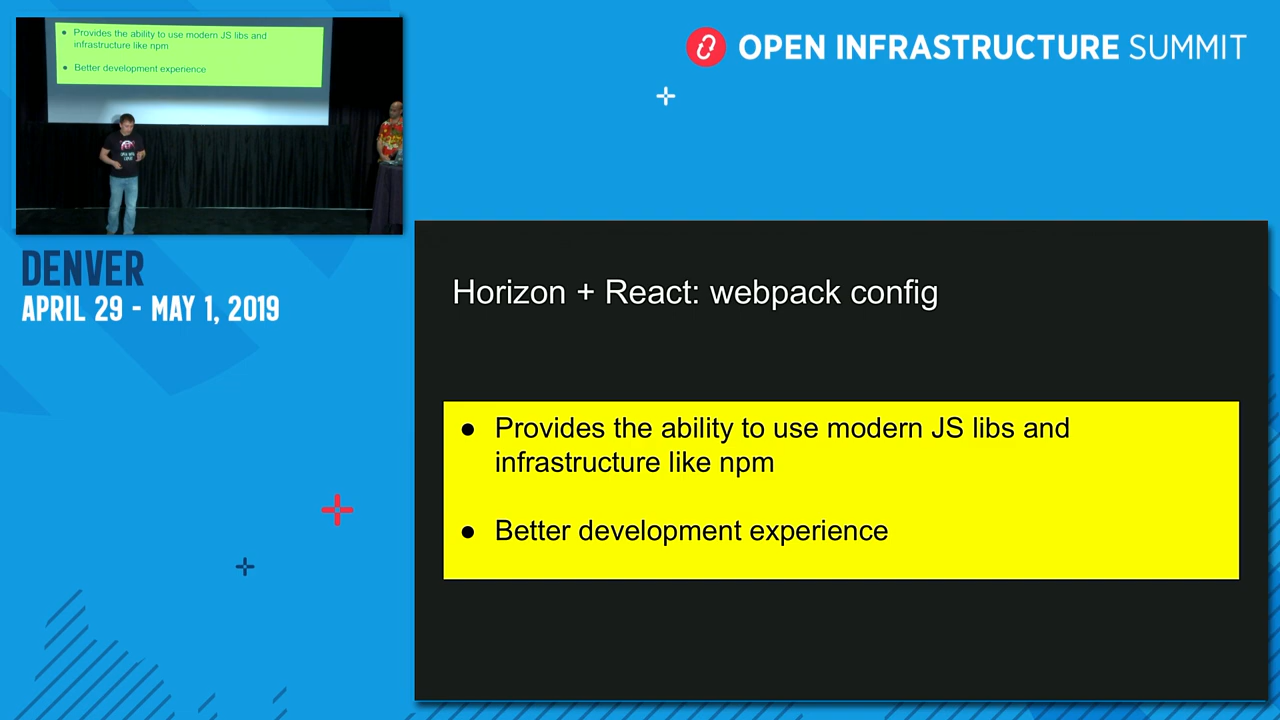 Provides the ability to use modern JS libs and
infrastructure like npm
Better development experience
OPEN INFRASTRUCTURE SUMMIT
DENVER
APRIL 29 - MAY 1, 2019
Horizon + React: webpack config
● Provides the ability to use modern JS libs and
infrastructure like npm
● Better development experience